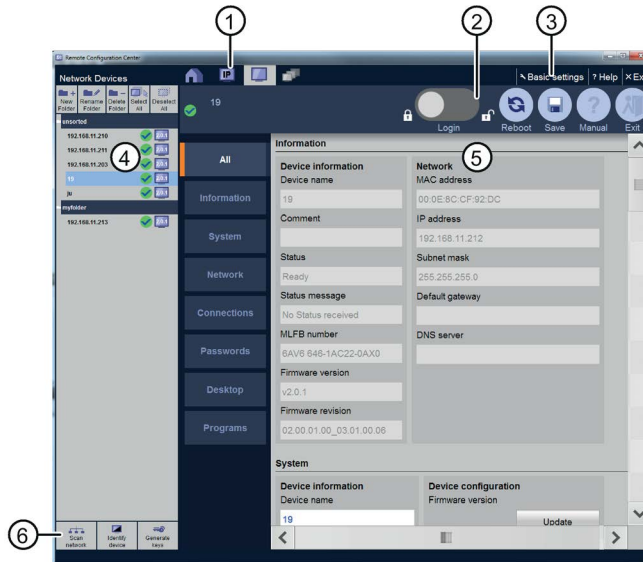 1
2
3
Remote Configuration Center
Network Devices
IP
Basic settings
? Help
New Folder
Rename Folder
Delete Folder
Select All
Deselect All
19
Login
Reboot
Save
Manual
Exit
unsorted
192.168.11.210
192.168.11.211
4
192.168.11.203
19
ju
myfolder
192.168.11.213
All
Information
System
Network
Connections
Passwords
Desktop
Programs
Information
5
Device information
Device name
19
Comment
Status
Ready
Status message
No Status received
MLFB number
6AV6 646-1AC22-0AX0
Firmware version
v2.0.1
Firmware revision
02.00.01.00_03.01.00.06
Network
MAC address
00:0E:8C:CF:92:DC
IP address
192.168.11.212
Subnet mask
255.255.255.0
Default gateway
DNS server
System
Device information
Device name
19
Device configuration
Firmware version
Update
6
Scan network
Identify device
Generate keys